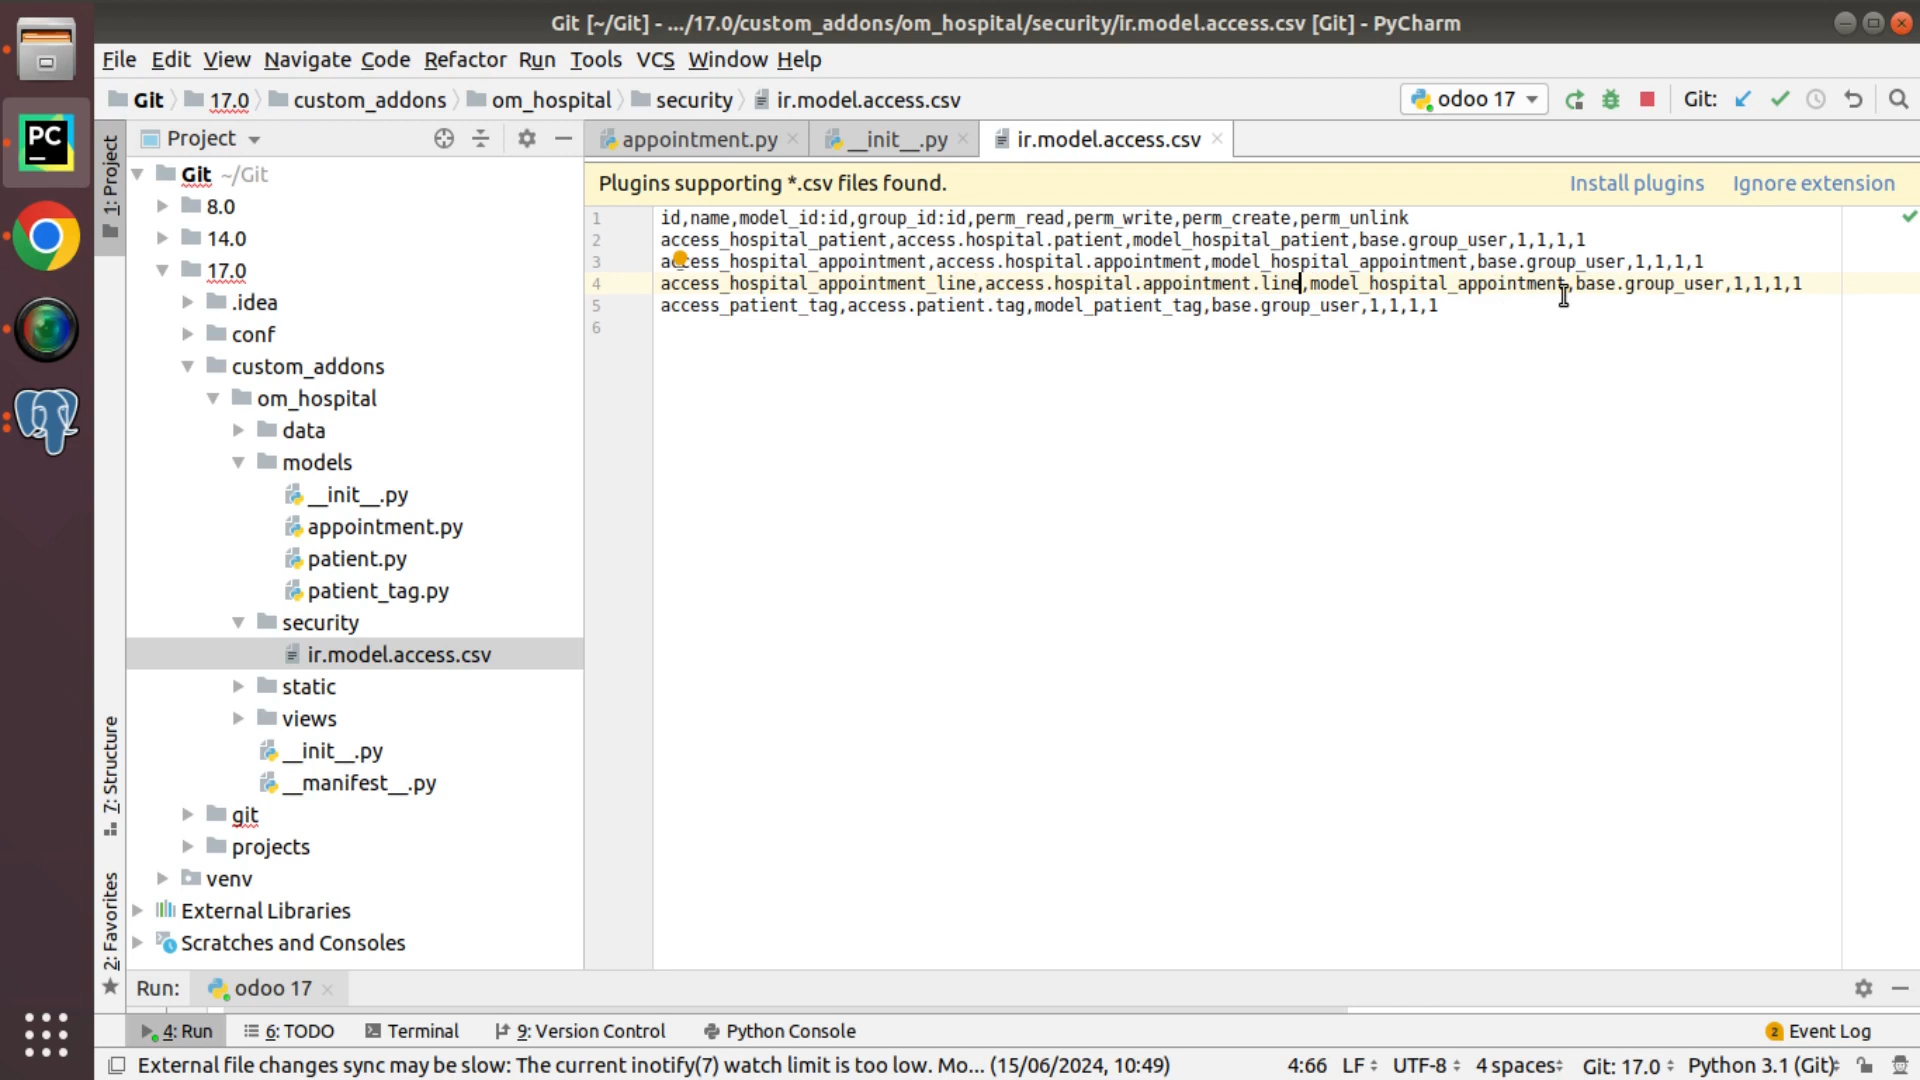 Git [~/Git] - .../17.0/custom_addons/om_hospital/security/ir.model.access.csv [Git] - PyCharm
File Edit View Navigate Code Refactor Run Tools VCS Window Help
Git 17.0 custom_addons om_hospital security ir.model.access.csv odoo 17 Git:
Project appointment.py __init__.py ir.model.access.csv
1: Project
Plugins supporting *.csv files found. Install plugins Ignore extension
Git ~/Git
8.0
14.0
17.0
.idea
conf
custom_addons
om_hospital
data
models
__init__.py
appointment.py
patient.py
patient_tag.py
security
ir.model.access.csv
static
views
__init__.py
__manifest__.py
git
projects
venv
External Libraries
Scratches and Consoles
1 id,name,model_id:id,group_id:id,perm_read,perm_write,perm_create,perm_unlink
2 access_hospital_patient,access.hospital.patient,model_hospital_patient,base.group_user,1,1,1,1
3 access_hospital_appointment,access.hospital.appointment,model_hospital_appointment,base.group_user,1,1,1,1
4 access_hospital_appointment_line,access.hospital.appointment.line,model_hospital_appointment,base.group_user,1,1,1,1
5 access_patient_tag,access.patient.tag,model_patient_tag,base.group_user,1,1,1,1
6
7: Structure
2: Favorites
PC
Run: odoo 17
4: Run 6: TODO Terminal 9: Version Control Python Console 2 Event Log
External file changes sync may be slow: The current inotify(7) watch limit is too low. Mo... (15/06/2024, 10:49) 4:66 LF UTF-8 4 spaces Git: 17.0 Python 3.1 (Git)